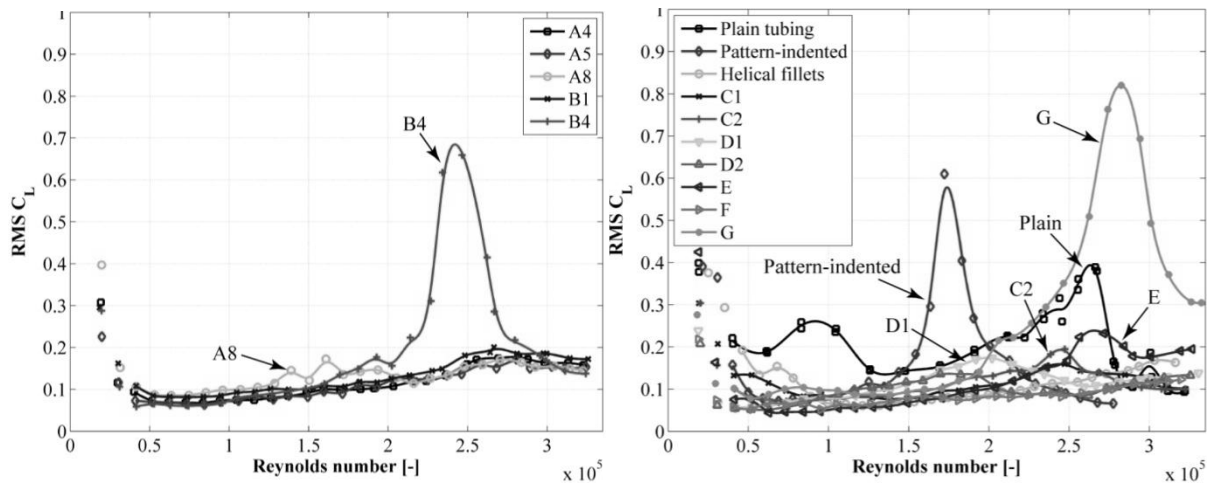 1
0.9
0.8
0.7
0.6
0.5
0.4
0.3
0.2
0.1
0
RMS C_L
A4
A5
A8
B1
B4
B4
A8
0 0.5 1 1.5 2 2.5 3
Reynolds number [-]
x 10^5
1
0.9
0.8
0.7
0.6
0.5
0.4
0.3
0.2
0.1
0
RMS C_L
Plain tubing
Pattern-indented
Helical fillets
C1
C2
D1
D2
E
F
G
G
Plain
Pattern-indented
C2
E
D1
0 0.5 1 1.5 2 2.5 3
Reynolds number [-]
x 10^5